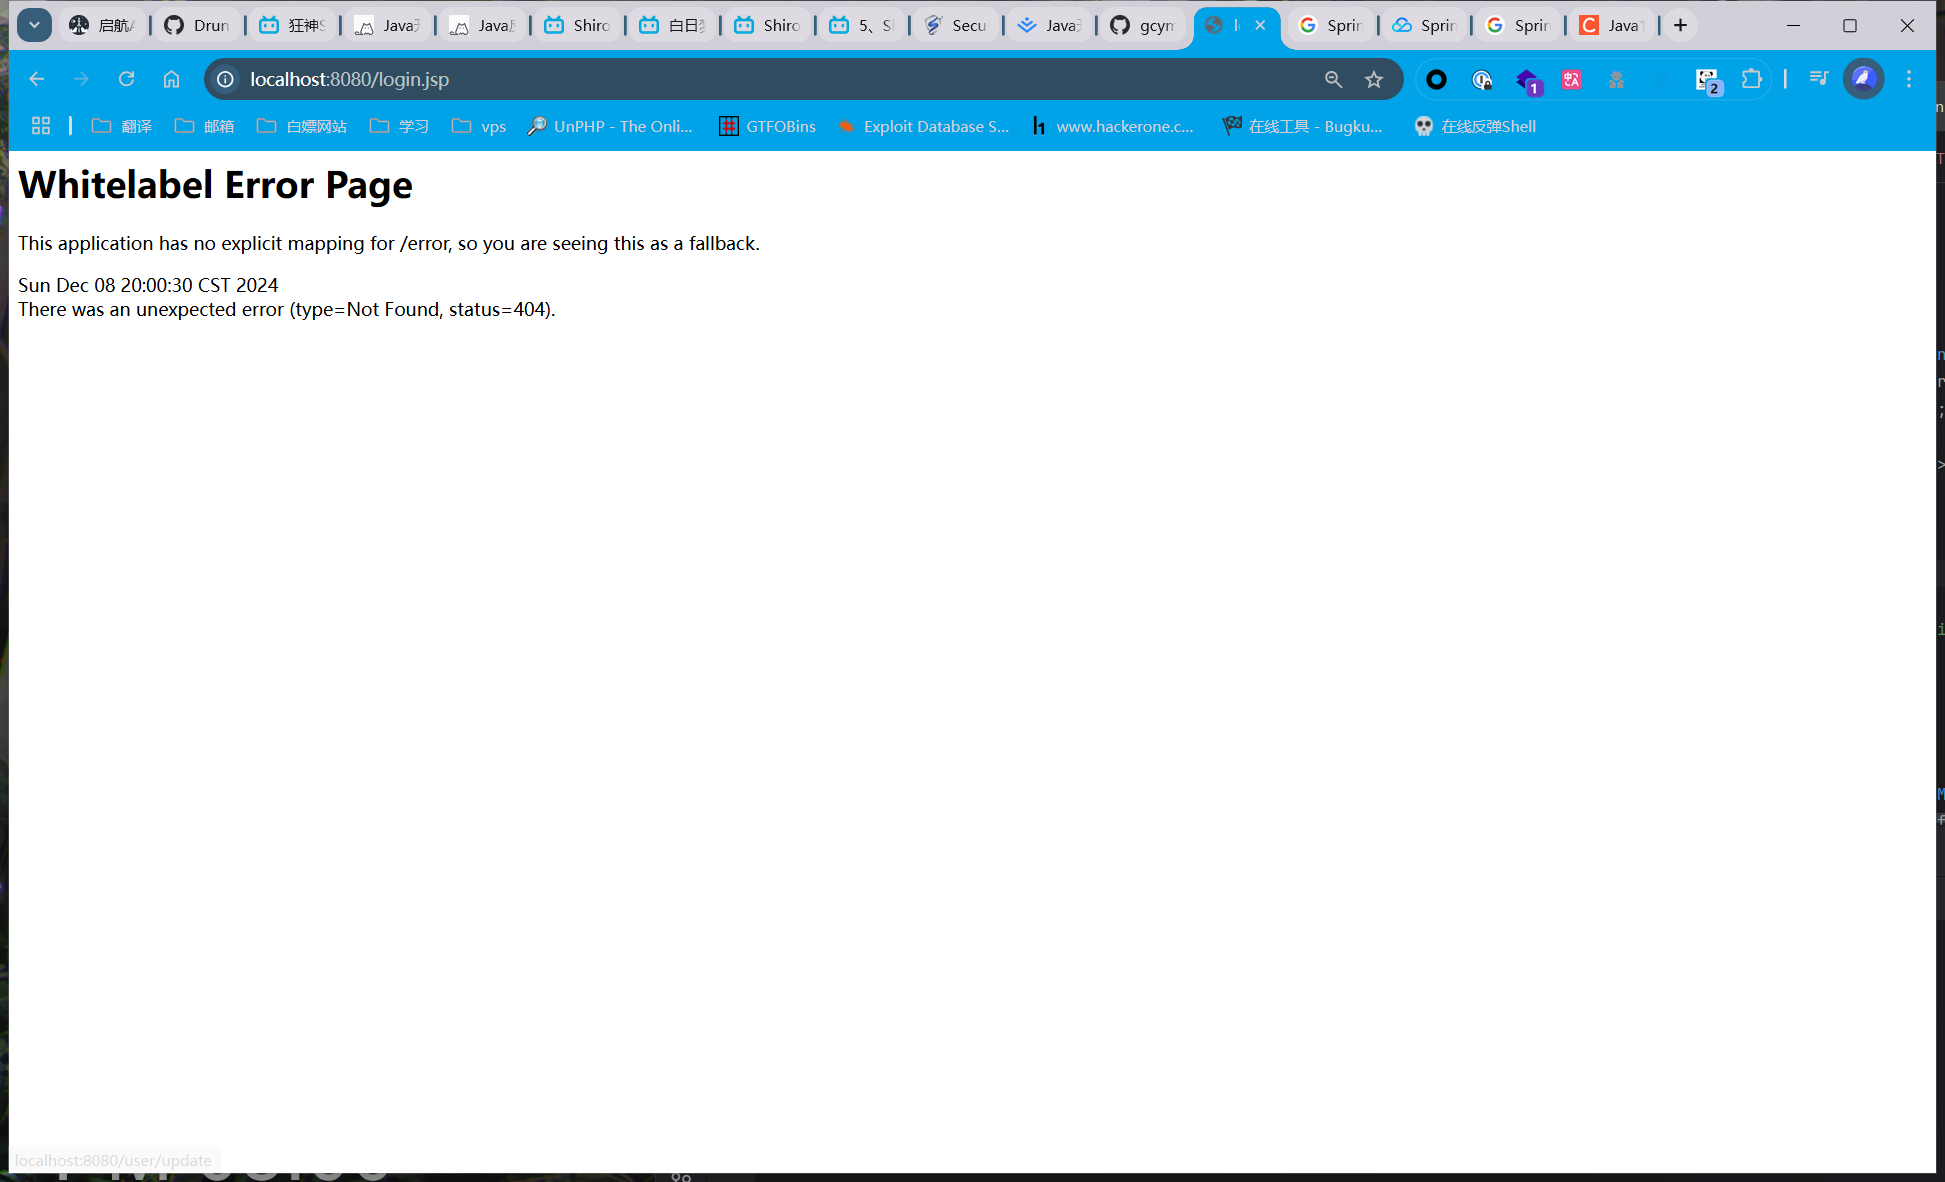 启航
Drun
狂神S
Java
Java
Shiro
白日
Shiro
5、S
Secu
Java
gcyn
Sprin
Sprin
Sprin
Java
localhost:8080/login.jsp
1
2
翻译
邮箱
白嫖网站
学习
vps
UnPHP - The Onli...
GTFOBins
Exploit Database S...
www.hackerone.c...
在线工具 - Bugku...
在线反弹Shell
Whitelabel Error Page
This application has no explicit mapping for /error, so you are seeing this as a fallback.
Sun Dec 08 20:00:30 CST 2024
There was an unexpected error (type=Not Found, status=404).
localhost:8080/user/update